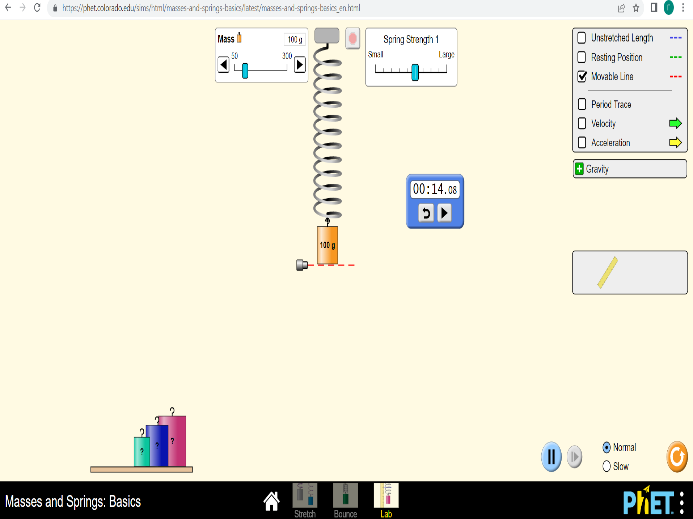 https://phet.colorado.edu/sims/html/masses-and-springs-basics/latest/masses-and-springs-basics_en.html
Mass 100 g
50 300
Spring Strength 1
Small Large
Unstretched Length
Resting Position
Movable Line
Period Trace
Velocity
Acceleration
Gravity
00:14.08
100 g
? ? ?
Normal
Slow
Masses and Springs: Basics
Stretch Bounce Lab
PhET